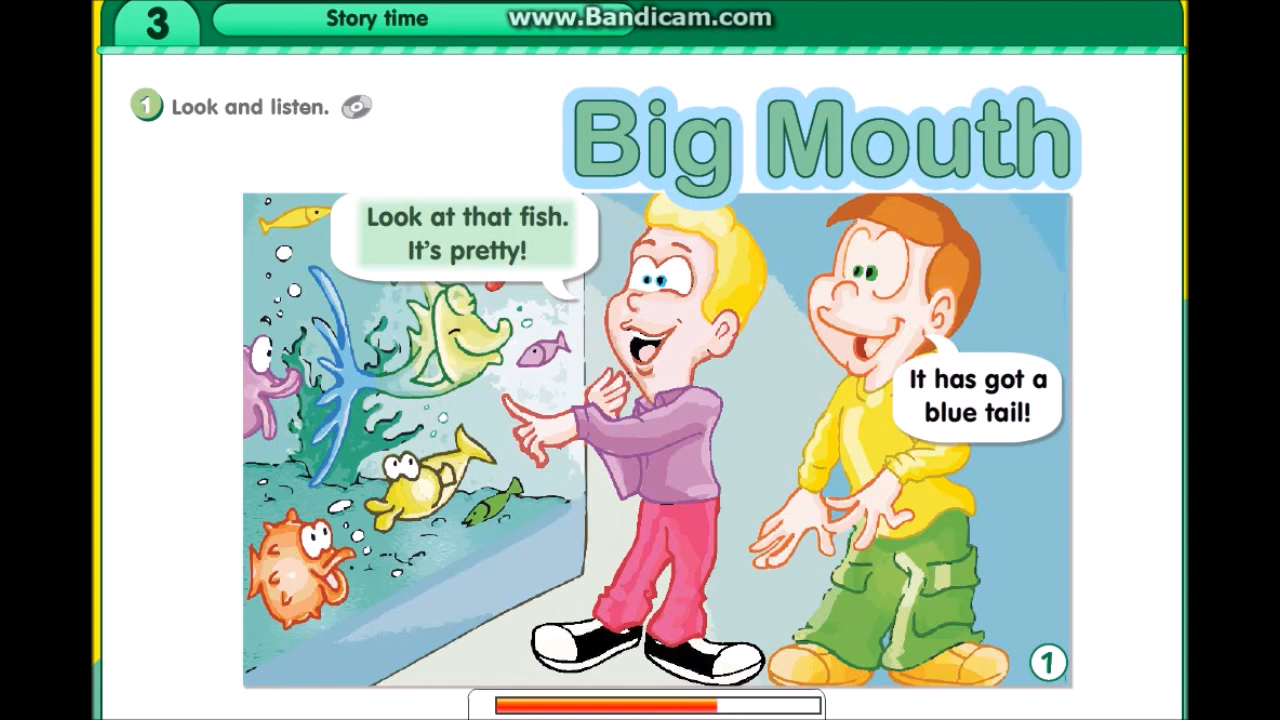 3
Story time
www.Bandicam.com
1 Look and listen.
Big Mouth
Look at that fish.
It's pretty!
It has got a
blue tail!
1